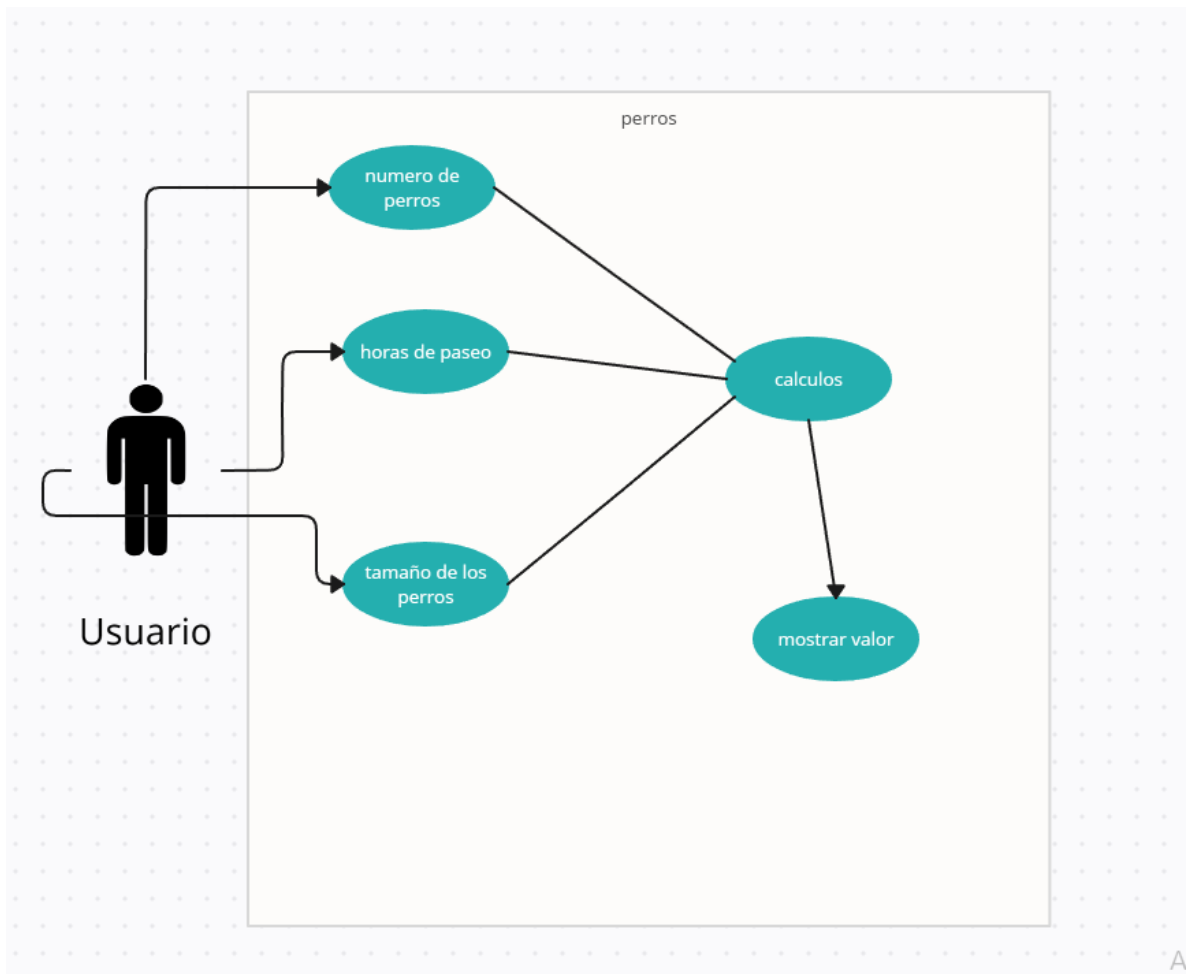 perros
numero de
perros
horas de paseo
calculos
tamaño de los
perros
Usuario
mostrar valor
A